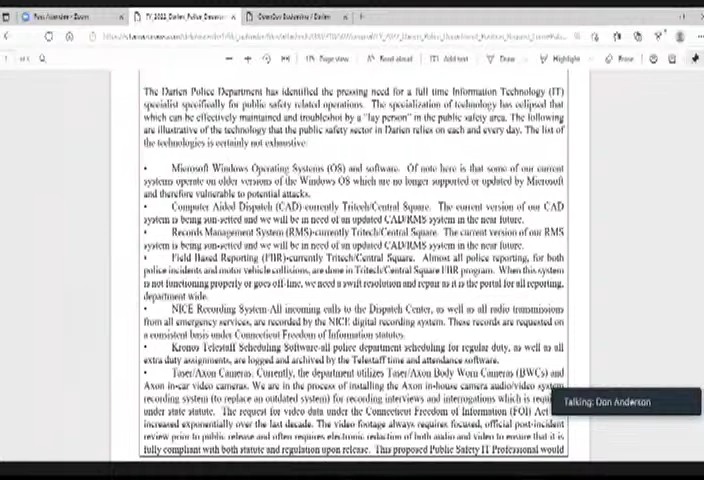 Page view
Read aloud
Add text
Draw
Highlight
Erase
The Darien Police Department has identified the pressing need for a full time Information Technology (IT)
specialist specifically for public safety related operations. The specialization of technology has eclipsed that
which can be effectively maintained and troubleshot by a "lay person" in the public safety area. The following
are illustrative of the technology that the public safety sector in Darien relies on each and every day. The list of
the technologies is certainly not exhaustive:
• Microsoft Windows Operating Systems (OS) and software. Of note here is that some of our current
systems operate on older versions of the Windows OS which are no longer supported or updated by Microsoft
and therefore vulnerable to potential attacks.
• Computer Aided Dispatch (CAD)-currently Tritech/Central Square. The current version of our CAD
system is being sun-setted and we will be in need of an updated CAD/RMS system in the near future.
• Records Management System (RMS)-currently Tritech/Central Square. The current version of our RMS
system is being sun-setted and we will be in need of an updated CAD/RMS system in the near future.
• Field Based Reporting (FBR)-currently Tritech/Central Square. Almost all police reporting, for both
police incidents and motor vehicle collisions, are done in Tritech/Central Square FBR program. When this system
is not functioning properly or goes off-line, we need a swift resolution and repair as it is the portal for all reporting,
department wide.
• NICE Recording System-All incoming calls to the Dispatch Center, as well as all radio transmissions
from all emergency services, are recorded by the NICE digital recording system. These records are requested on
a consistent basis under Connecticut Freedom of Information statutes.
• Kronos Telestaff Scheduling Software-all police department scheduling for regular duty, as well as all
extra duty assignments, are logged and archived by the Telestaff time and attendance software.
• Taser/Axon Cameras. Currently, the department utilizes Taser/Axon Body Worn Cameras (BWCs) and
Axon in-car video cameras. We are in the process of installing the Axon in-house camera audio/video system
recording system (to replace an outdated system) for recording interviews and interrogations which is
under state statute. The request for video data under the Connecticut Freedom of Information (FOI) Act
increased exponentially over the last decade. The video footage always requires focused, official post-incident
review prior to public release and often requires electronic redaction of both audio and video to ensure that it is
fully compliant with both statute and regulation upon release. This proposed Public Safety IT Professional would
Talking: Dan Anderson